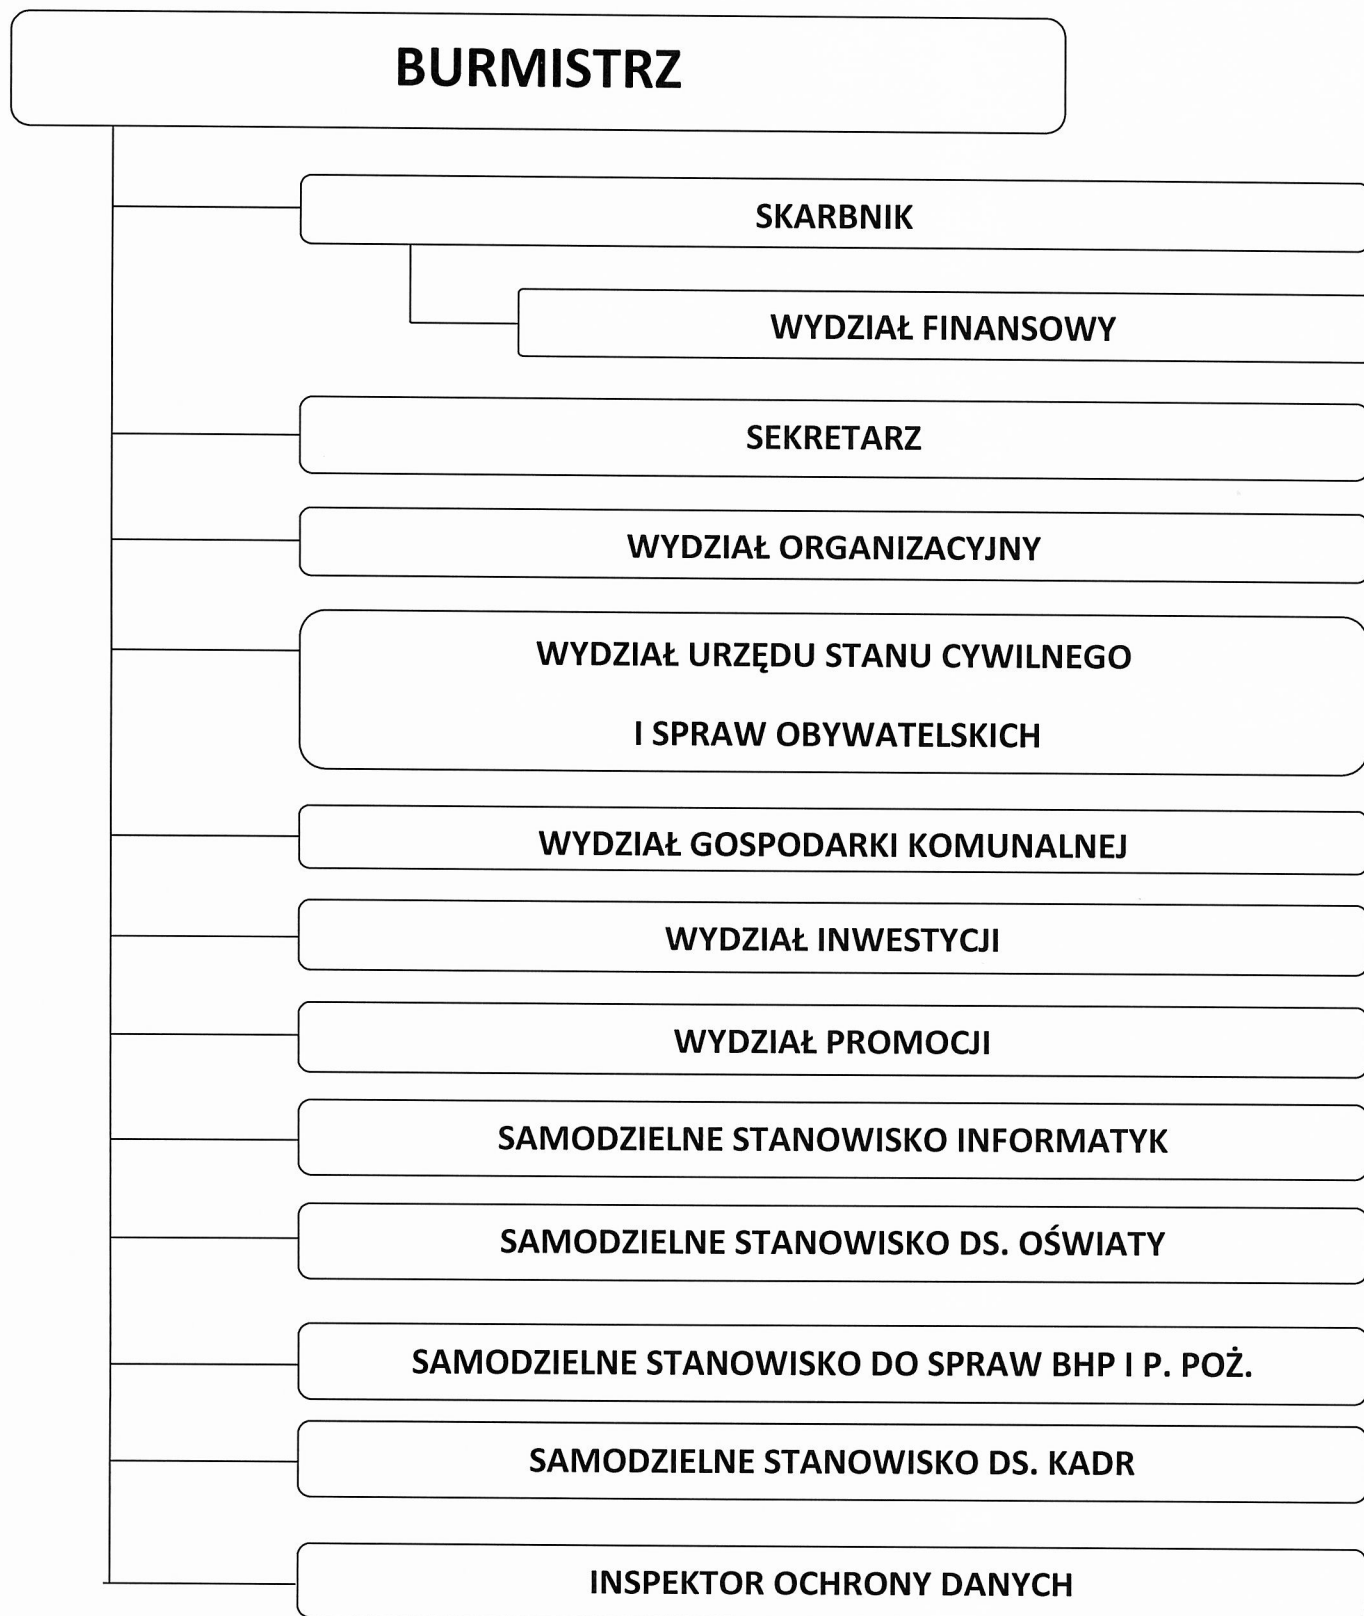 BURMISTRZ
SKARBNIK
WYDZIAŁ FINANSOWY
SEKRETARZ
WYDZIAŁ ORGANIZACYJNY
WYDZIAŁ URZĘDU STANU CYWILNEGO
I SPRAW OBYWATELSKICH
WYDZIAŁ GOSPODARKI KOMUNALNEJ
WYDZIAŁ INWESTYCJI
WYDZIAŁ PROMOCJI
SAMODZIELNE STANOWISKO INFORMATYK
SAMODZIELNE STANOWISKO DS. OŚWIATY
SAMODZIELNE STANOWISKO DO SPRAW BHP I P. POŻ.
SAMODZIELNE STANOWISKO DS. KADR
INSPEKTOR OCHRONY DANYCH